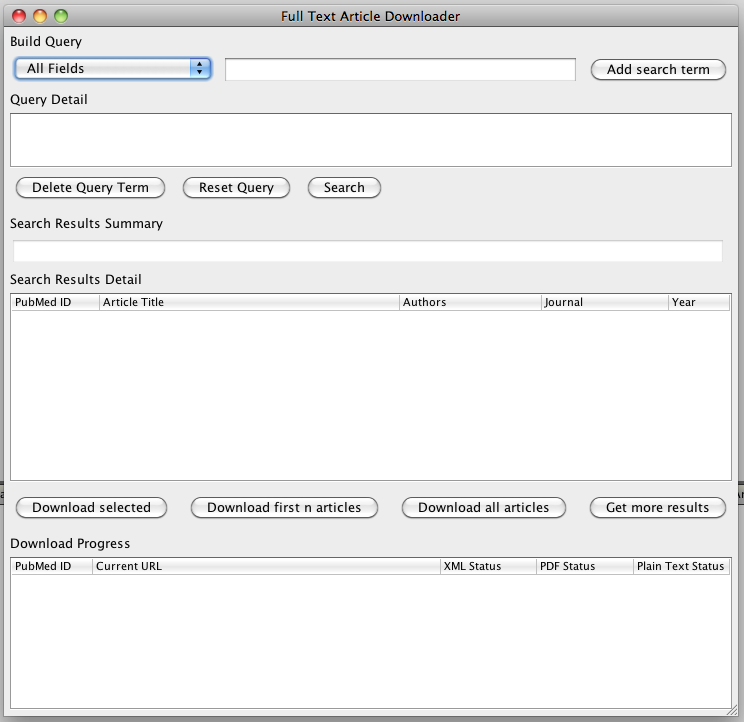 Full Text Article Downloader
Build Query
All Fields
Add search term
Query Detail
Delete Query Term Reset Query Search
Search Results Summary
Search Results Detail
PubMed ID Article Title Authors Journal Year
Download selected Download first n articles Download all articles Get more results
Download Progress
PubMed ID Current URL XML Status PDF Status Plain Text Status